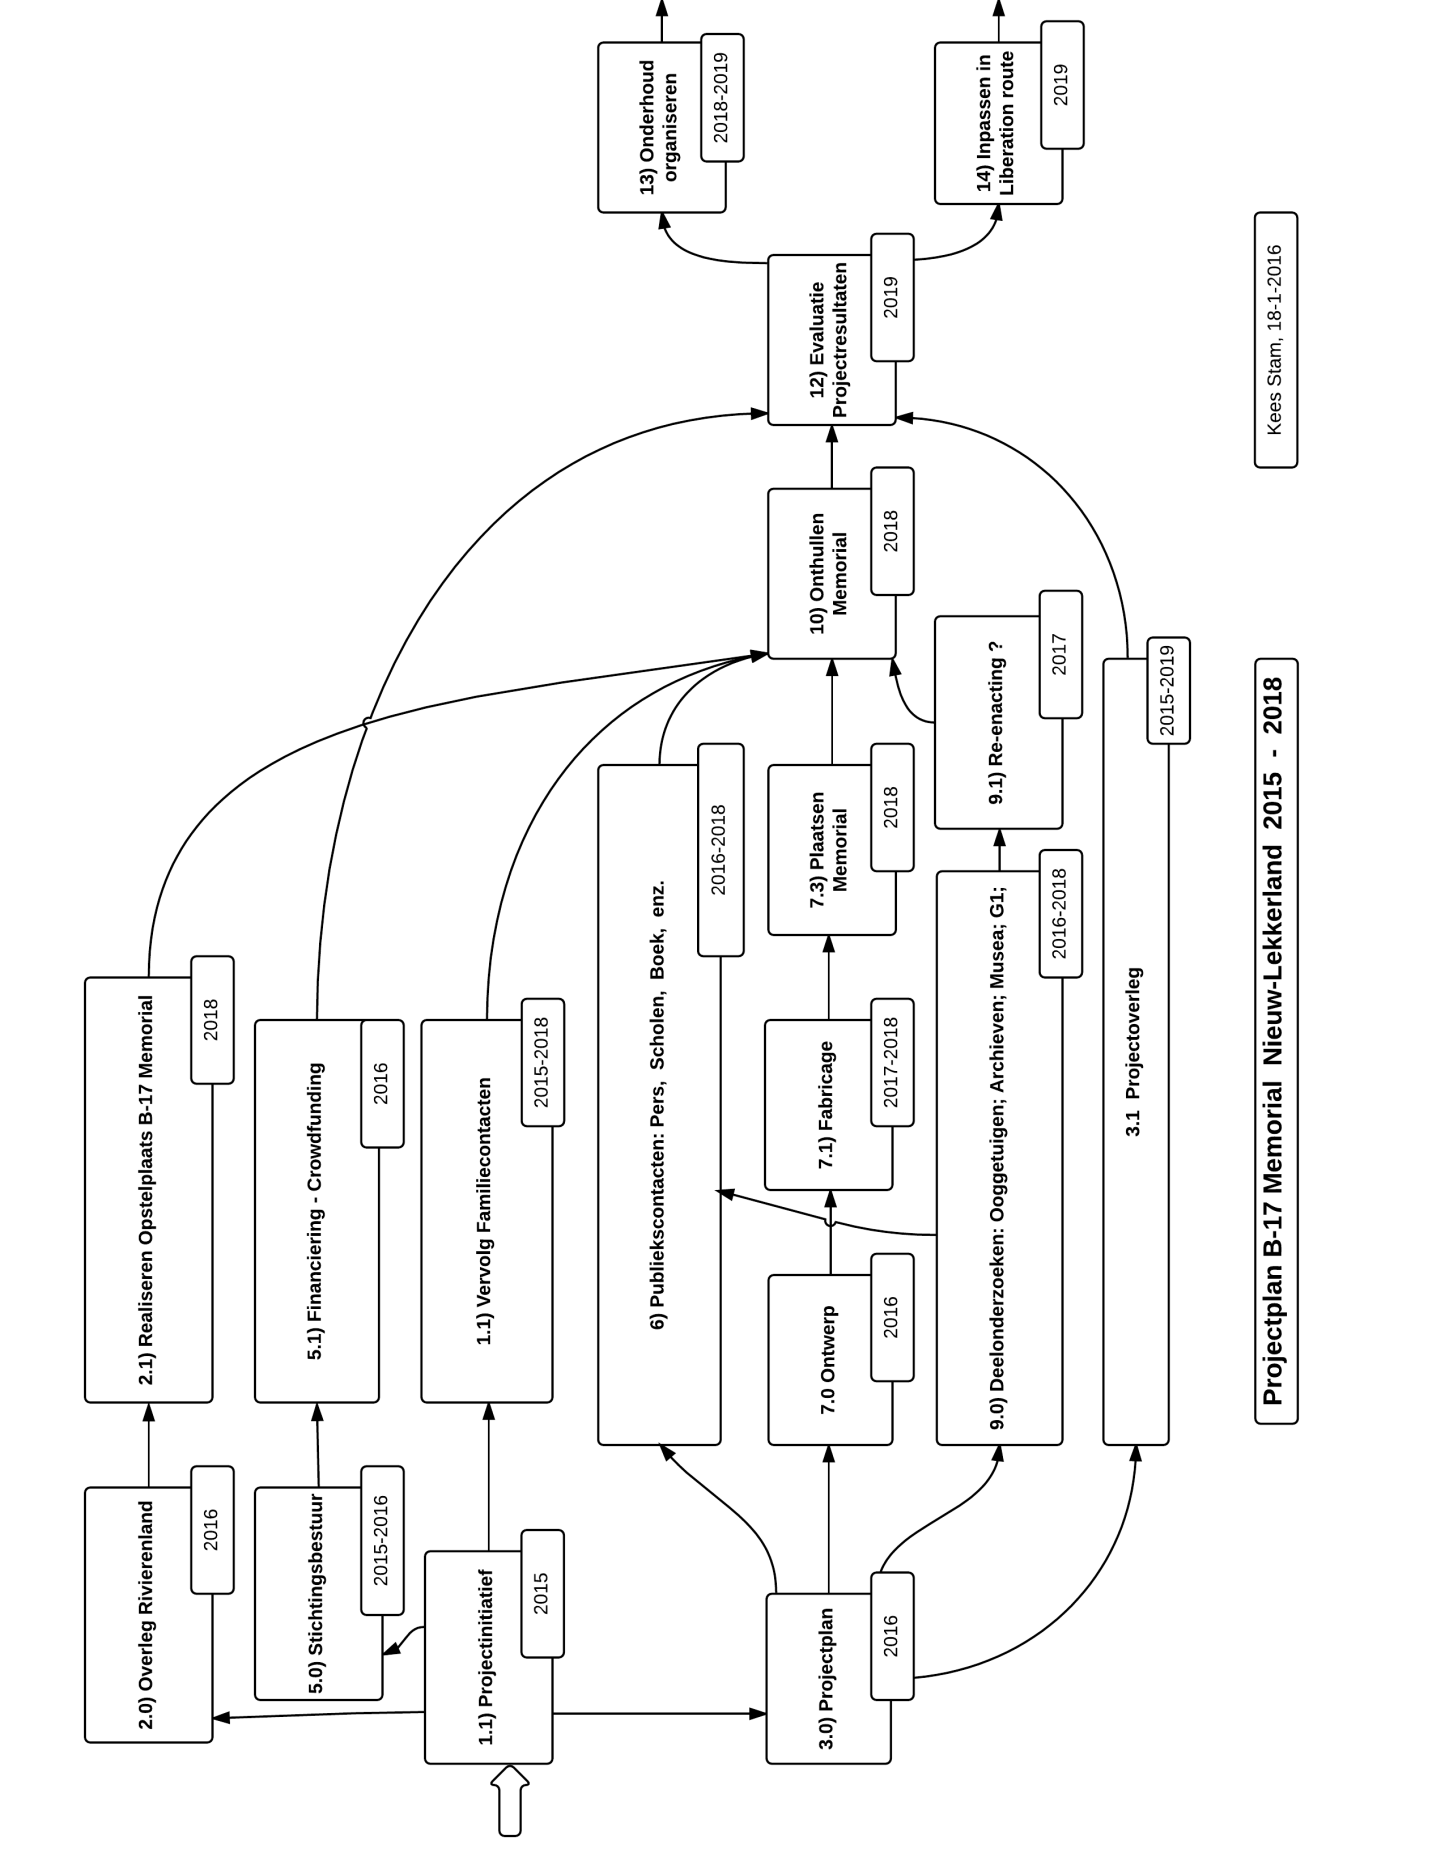 2.0) Overleg Rivierenland
2016
2.1) Realiseren Opstelplaats B-17 Memorial
2018
5.0) Stichtingsbestuur
2015-2016
5.1) Financiering - Crowdfunding
2016
1.1) Projectinitiatief
2015
1.1) Vervolg Familiecontacten
2015-2018
6) Publiekscontacten: Pers, Scholen, Boek, enz.
2016-2018
13) Onderhoud
organiseren
2018-2019
3.0) Projectplan
2016
7.0 Ontwerp
2016
7.1) Fabricage
2017-2018
7.3) Plaatsen
Memorial
2018
10) Onthullen
Memorial
2018
12) Evaluatie
Projectresultaten
2019
9.0) Deelonderzoeken: Ooggetuigen; Archieven; Musea; G1;
2016-2018
9.1) Re-enacting ?
2017
14) Inpassen in
Liberation route
2019
3.1 Projectoverleg
2015-2019
Projectplan B-17 Memorial Nieuw-Lekkerland 2015 - 2018
Kees Stam, 18-1-2016